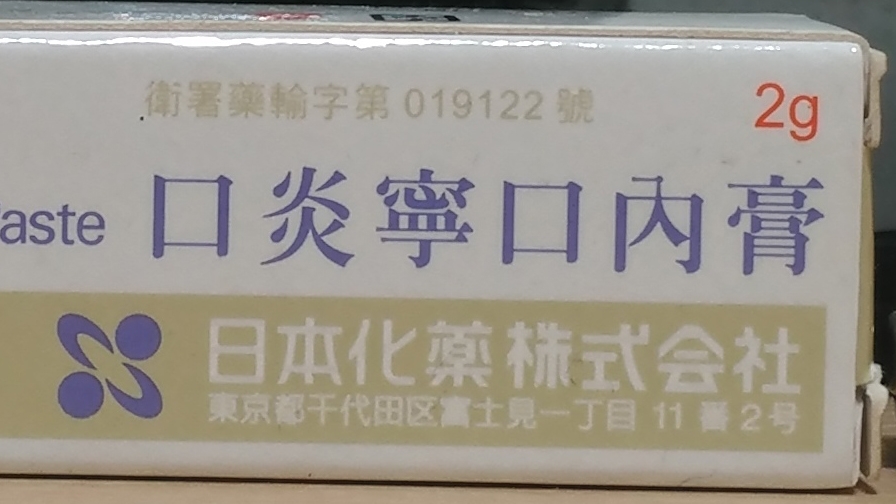 衛署藥輸字第 019122 號
2g
aste 口炎寧口內膏
日本化薬株式会社
東京都千代田区富士見一丁目 11 番 2 号